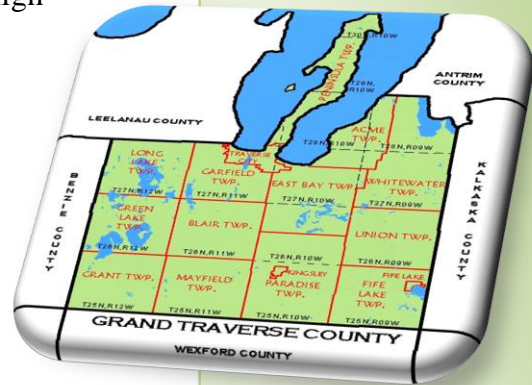 igh
T30N,R10W
PENINSULA TWP.
T29N,
R10W
ANTRIM
COUNTY
LEELANAU COUNTY
ACME
TWP.
T28N,R10W
T28N,R09W
LONG
LAKE
TWP.
TRAVERSE
CITY
GARFIELD
TWP.
EAST BAY TWP.
WHITEWATER
TWP.
T27N,R12W
T27N,R11W
T27N,R10W
T27N,R09W
KALKASKA COUNTY
BENZIE COUNTY
GREEN
LAKE
TWP.
BLAIR TWP.
UNION TWP.
T26N,R12W
T26N,R11W
T26N,R10W
T26N,R09W
GRANT TWP.
MAYFIELD
TWP.
KINGSLEY
PARADISE
TWP.
FIFE LAKE
FIFE
LAKE
TWP.
T25N,R12W
T25N,R11W
T25N,R10W
T25N,R09W
GRAND TRAVERSE COUNTY
WEXFORD COUNTY